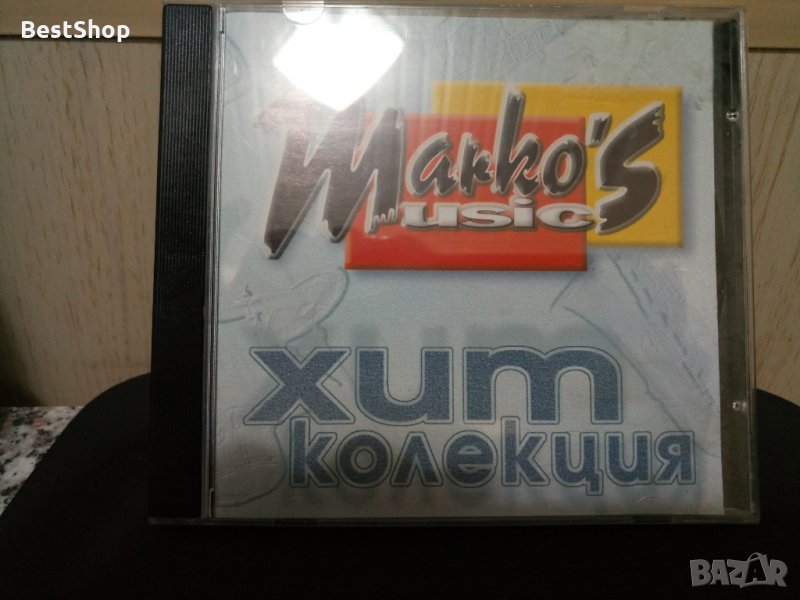 BestShop
Marko's
Music
хит
колекция
BAZAR